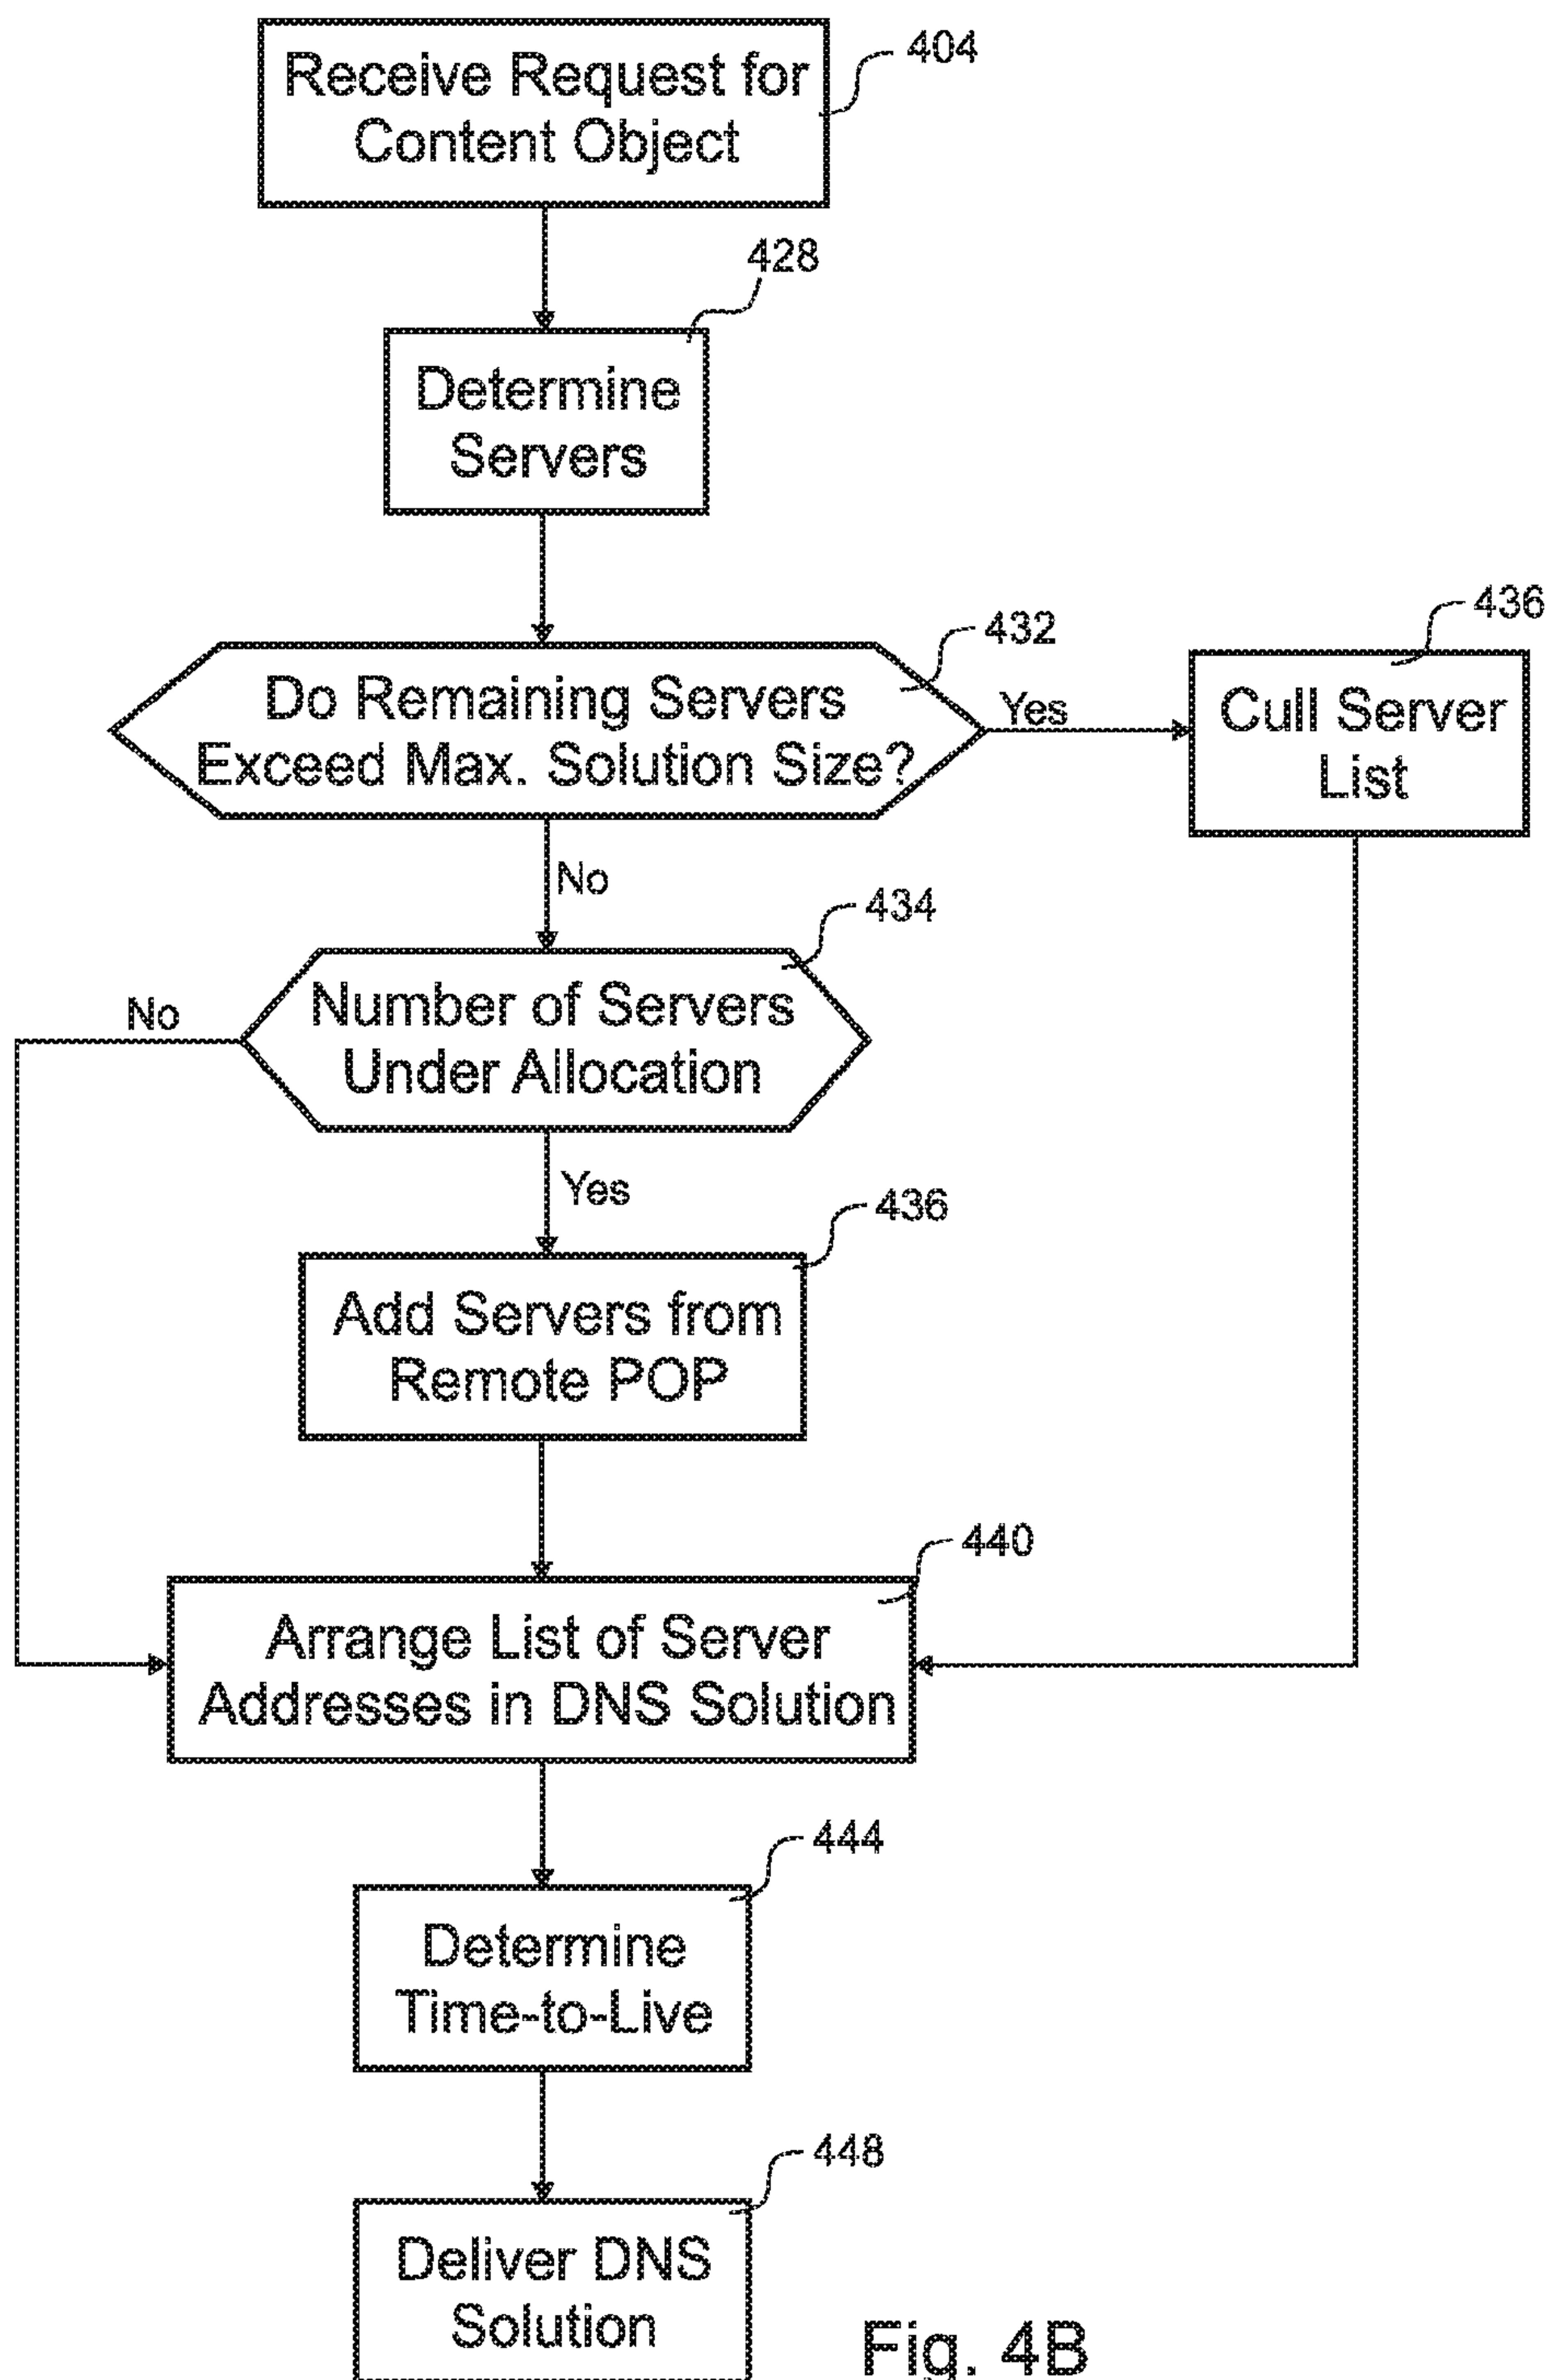 Receive Request for
Content Object
404
428
Determine
Servers
432
Do Remaining Servers
Exceed Max. Solution Size?
Yes
436
Cull Server
List
No
434
Number of Servers
Under Allocation
No
Yes
436
Add Servers from
Remote POP
440
Arrange List of Server
Addresses in DNS Solution
444
Determine
Time-to-Live
448
Deliver DNS
Solution
Fig. 4B